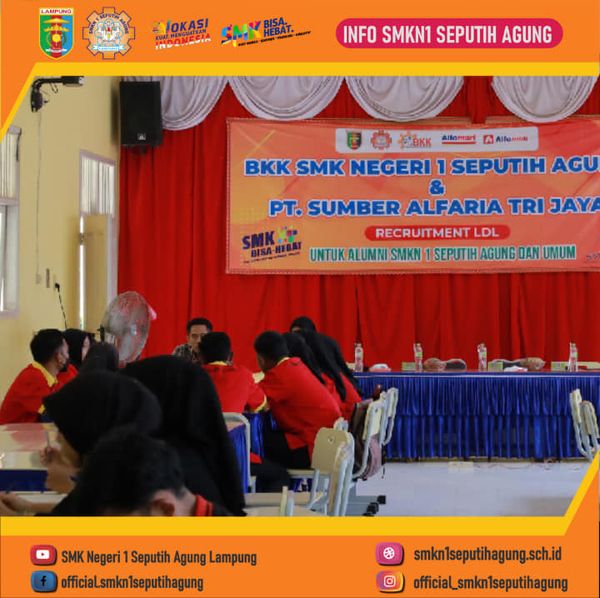 LAMPUNG
VOKASI
KUAT MENGUATKAN
INDONESIA
SMK BISA.
HEBAT.
INFO SMKN1 SEPUTIH AGUNG
BKK Alfamart Alfamidi
BKK SMK NEGERI 1 SEPUTIH AGU
&
PT. SUMBER ALFARIA TRI JAYA
RECRUITMENT LDL
SMK
BISA-HEBAT
UNTUK ALUMNI SMKN 1 SEPUTIH AGUNG DAN UMUM
SMK Negeri 1 Seputih Agung Lampung
smkn1seputihagung.sch.id
official.smkn1seputihagung
official_smkn1seputihagung